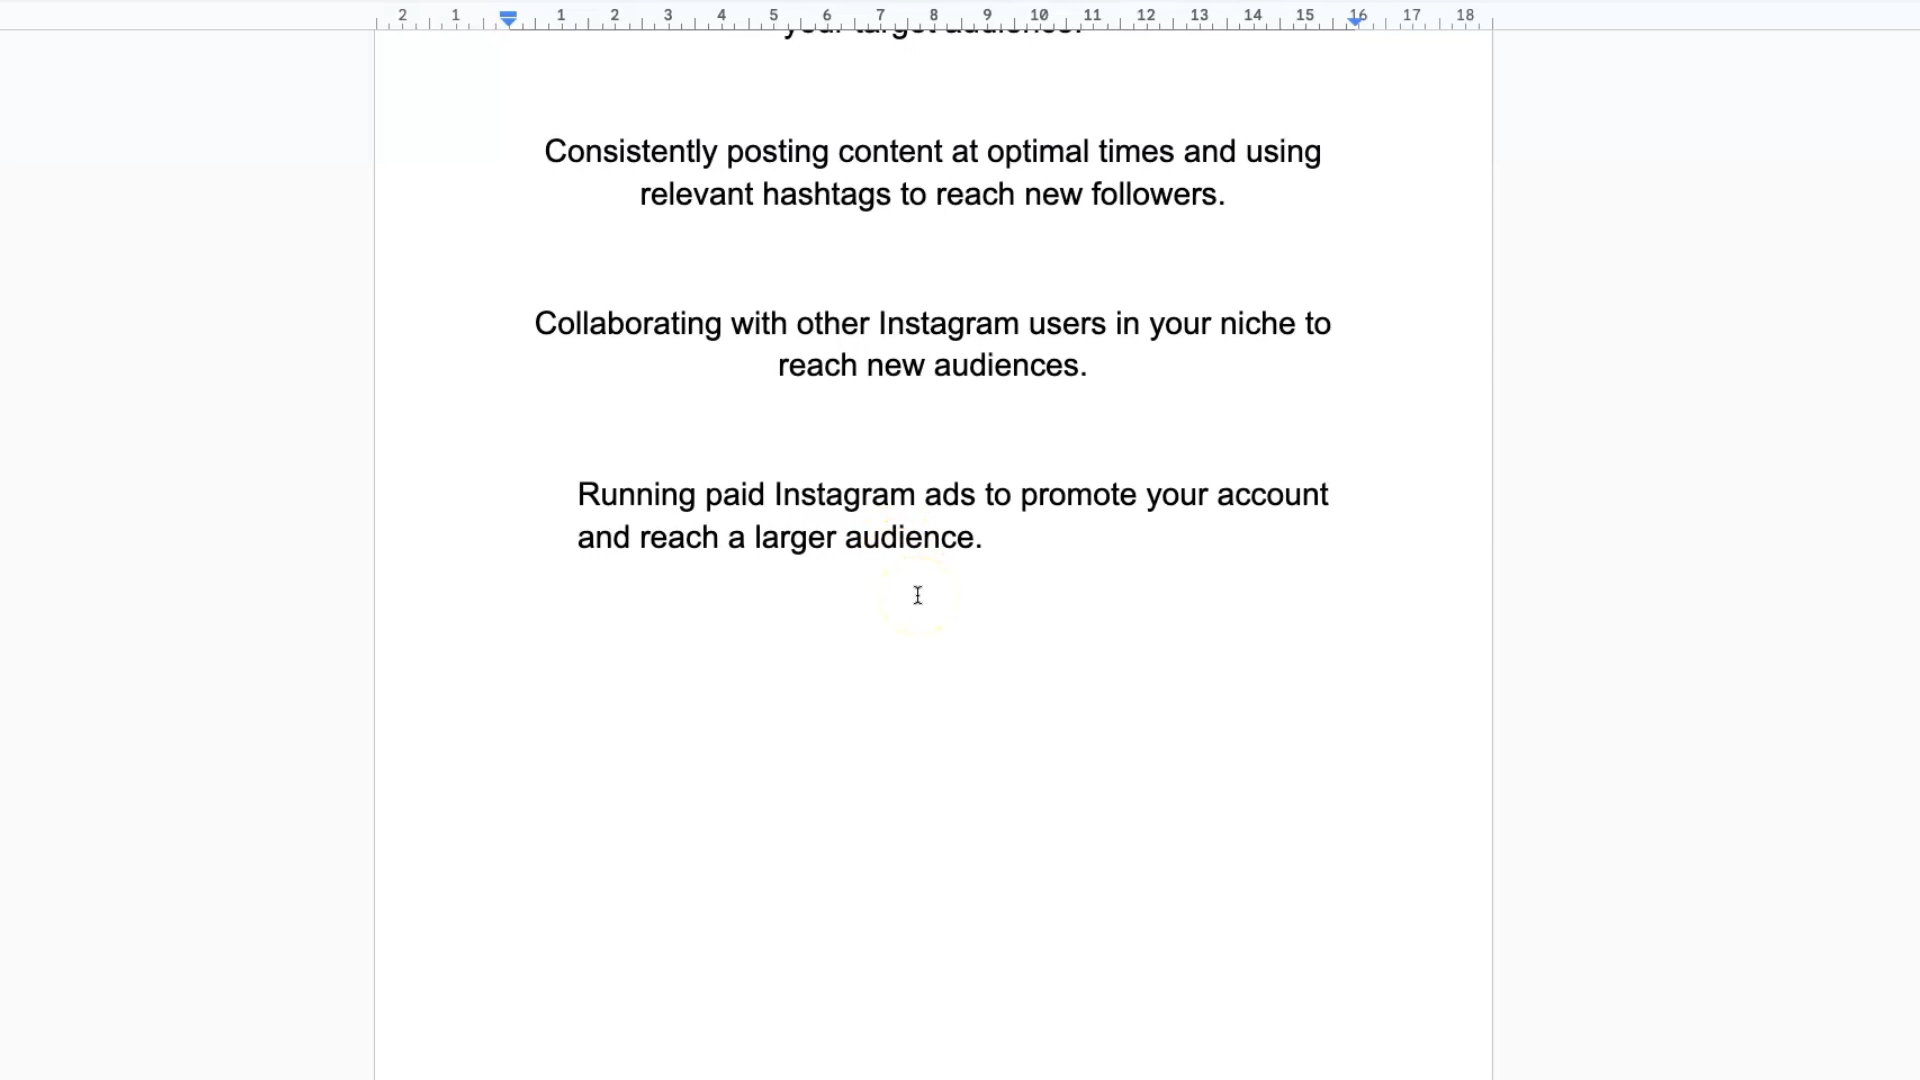 2 1 1 2 3 4 5 6 7 8 9 10 11 12 13 14 15 16 17 18
your target audience.
Consistently posting content at optimal times and using
relevant hashtags to reach new followers.
Collaborating with other Instagram users in your niche to
reach new audiences.
Running paid Instagram ads to promote your account
and reach a larger audience.